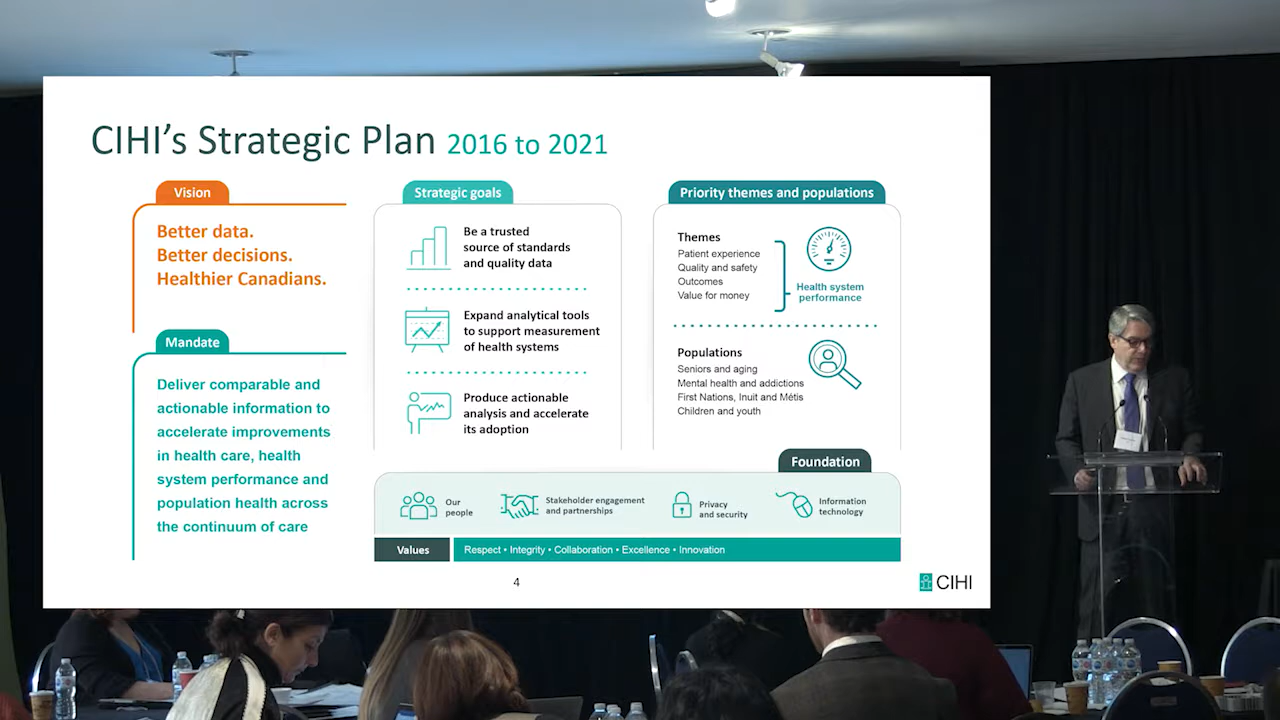 CIHI’s Strategic Plan 2016 to 2021
Vision
Better data.
Better decisions.
Healthier Canadians.
Mandate
Deliver comparable and
actionable information to
accelerate improvements
in health care, health
system performance and
population health across
the continuum of care
Strategic goals
Be a trusted
source of standards
and quality data
Expand analytical tools
to support measurement
of health systems
Produce actionable
analysis and accelerate
its adoption
Priority themes and populations
Themes
Patient experience
Quality and safety
Outcomes
Value for money
Health system
performance
Populations
Seniors and aging
Mental health and addictions
First Nations, Inuit and Métis
Children and youth
Foundation
Our
people
Stakeholder engagement
and partnerships
Privacy
and security
Information
technology
Values
Respect • Integrity • Collaboration • Excellence • Innovation
4
CIHI